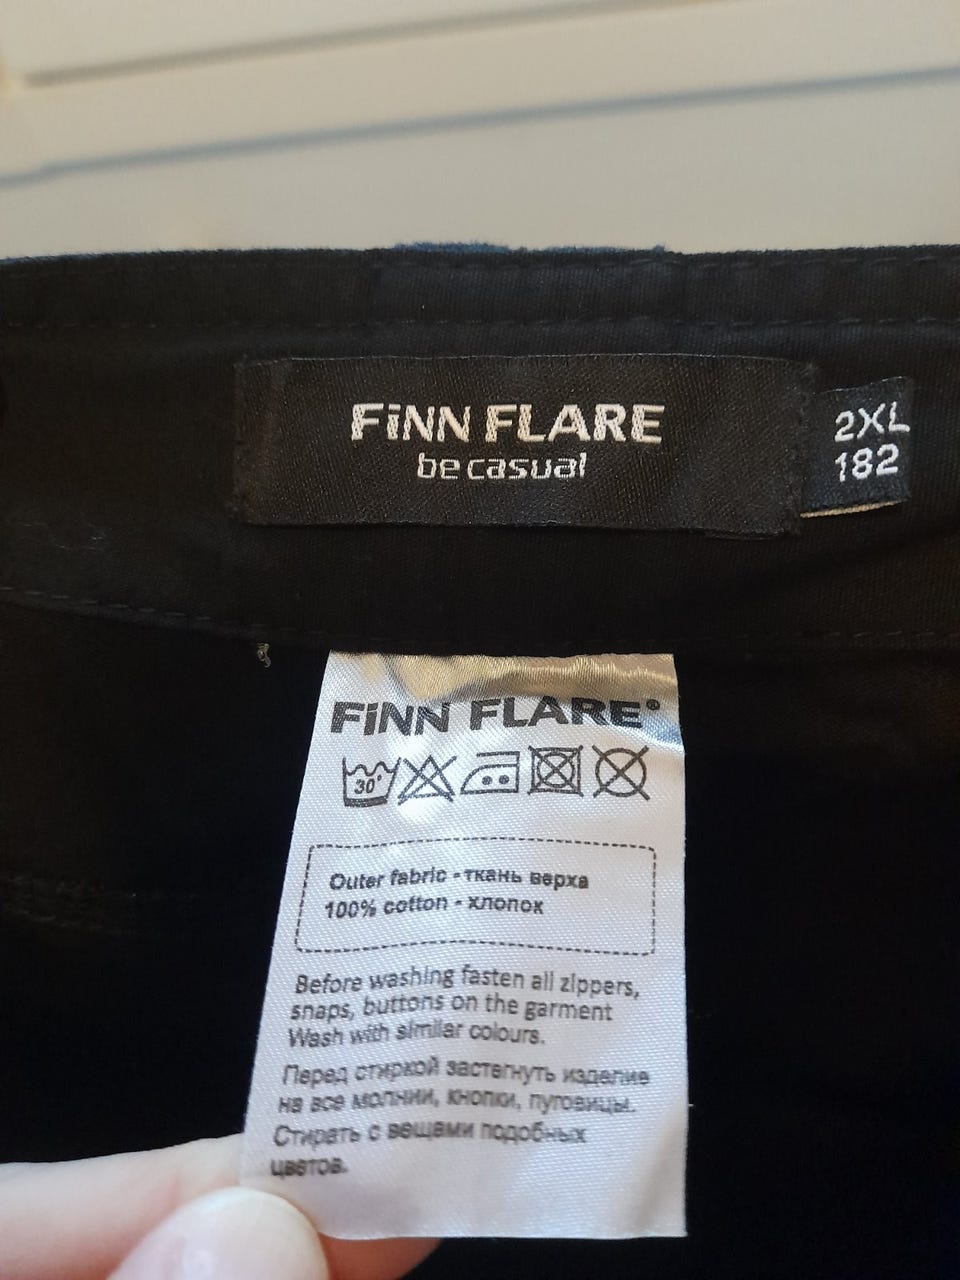 FiNN FLARE
be casual
2XL
182
FiNN FLARE®
30°
Outer fabric - ткань верха
100% cotton - хлопок
Before washing fasten all zippers,
snaps, buttons on the garment
Wash with similar colours.
Перед стиркой застегнуть изделие
на все молнии, кнопки, пуговицы.
Стирать с вещами подобных
цветов.